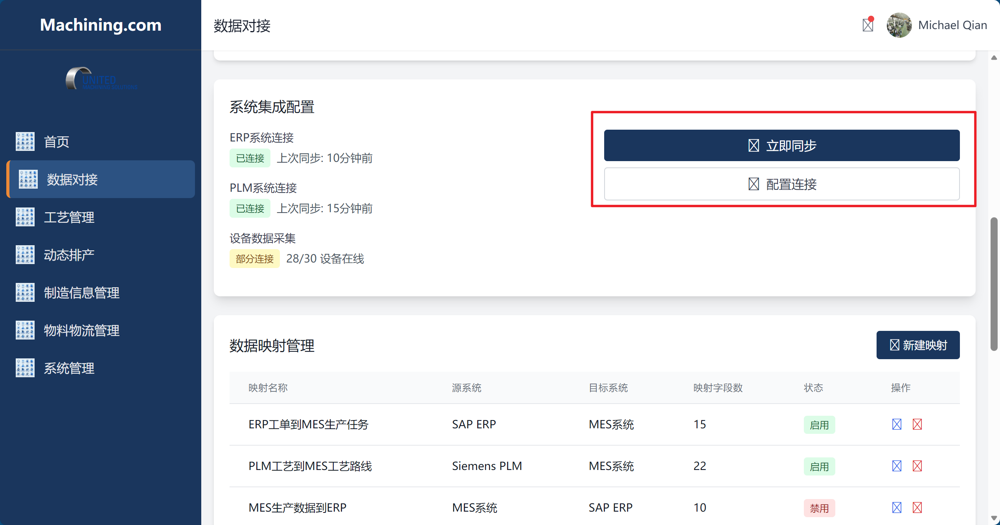 Machining.com
数据对接
Michael Qian
UNITED
MACHINING SOLUTIONS
首页
数据对接
工艺管理
动态排产
制造信息管理
物料物流管理
系统管理
系统集成配置
ERP系统连接
已连接 上次同步: 10分钟前
PLM系统连接
已连接 上次同步: 15分钟前
设备数据采集
部分连接 28/30 设备在线
立即同步
配置连接
数据映射管理
新建映射
映射名称 源系统 目标系统 映射字段数 状态 操作
ERP工单到MES生产任务 SAP ERP MES系统 15 启用
PLM工艺到MES工艺路线 Siemens PLM MES系统 22 启用
MES生产数据到ERP MES系统 SAP ERP 10 禁用